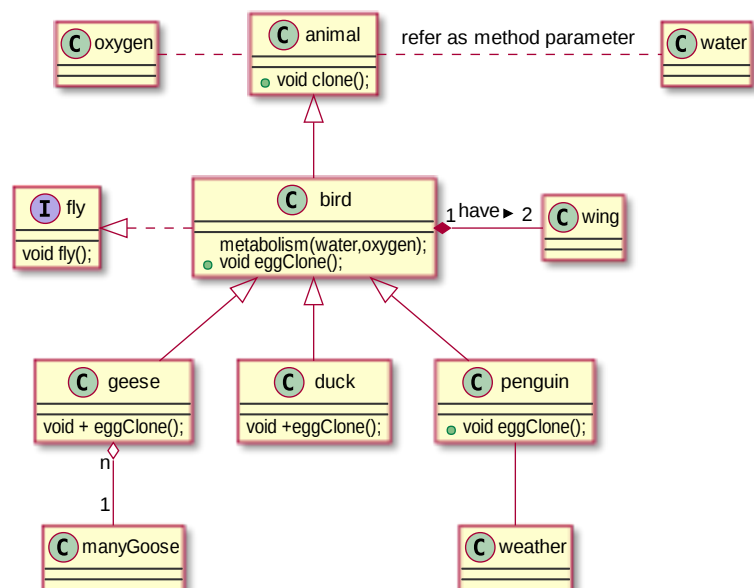 C oxygen
C animal
void clone();
refer as method parameter
C water
I fly
void fly();
C bird
metabolism(water,oxygen);
void eggClone();
1 have 2
C wing
C geese
void + eggClone();
C duck
void +eggClone();
C penguin
void eggClone();
n
1
C manyGoose
C weather